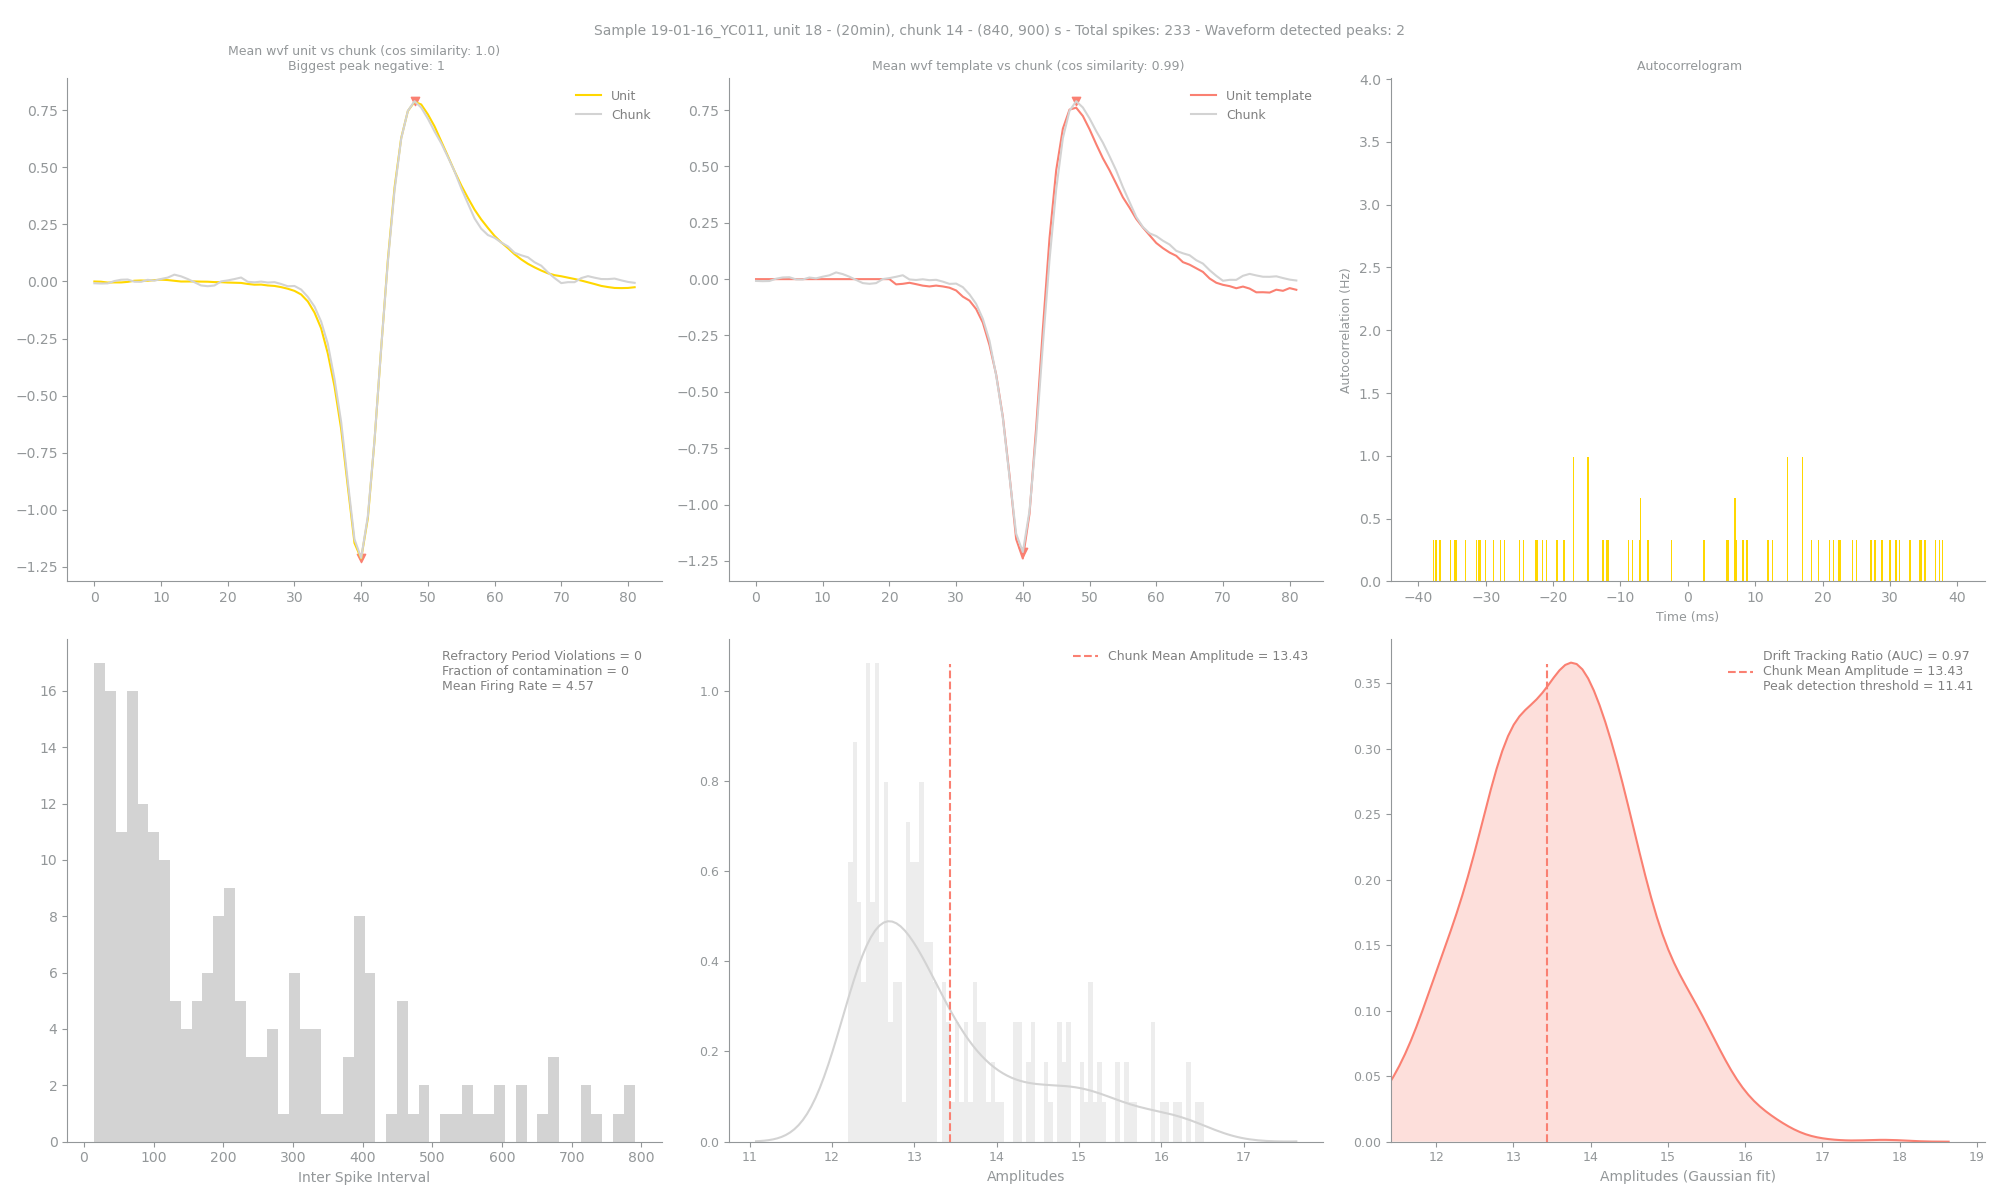 Sample 19-01-16_YC011, unit 18 - (20min), chunk 14 - (840, 900) s - Total spikes: 233 - Waveform detected peaks: 2
Mean wvf unit vs chunk (cos similarity: 1.0)
Biggest peak negative: 1
Unit
Chunk
0.75
0.50
0.25
0.00
−0.25
−0.50
−0.75
−1.00
−1.25
0 10 20 30 40 50 60 70 80
Mean wvf template vs chunk (cos similarity: 0.99)
Unit template
Chunk
0.75
0.50
0.25
0.00
−0.25
−0.50
−0.75
−1.00
−1.25
0 10 20 30 40 50 60 70 80
Autocorrelogram
Autocorrelation (Hz)
4.0
3.5
3.0
2.5
2.0
1.5
1.0
0.5
0.0
−40 −30 −20 −10 0 10 20 30 40
Time (ms)
Refractory Period Violations = 0
Fraction of contamination = 0
Mean Firing Rate = 4.57
16
14
12
10
8
6
4
2
0
0 100 200 300 400 500 600 700 800
Inter Spike Interval
Chunk Mean Amplitude = 13.43
1.0
0.8
0.6
0.4
0.2
0.0
11 12 13 14 15 16 17
Amplitudes
Drift Tracking Ratio (AUC) = 0.97
Chunk Mean Amplitude = 13.43
Peak detection threshold = 11.41
0.35
0.30
0.25
0.20
0.15
0.10
0.05
0.00
12 13 14 15 16 17 18 19
Amplitudes (Gaussian fit)